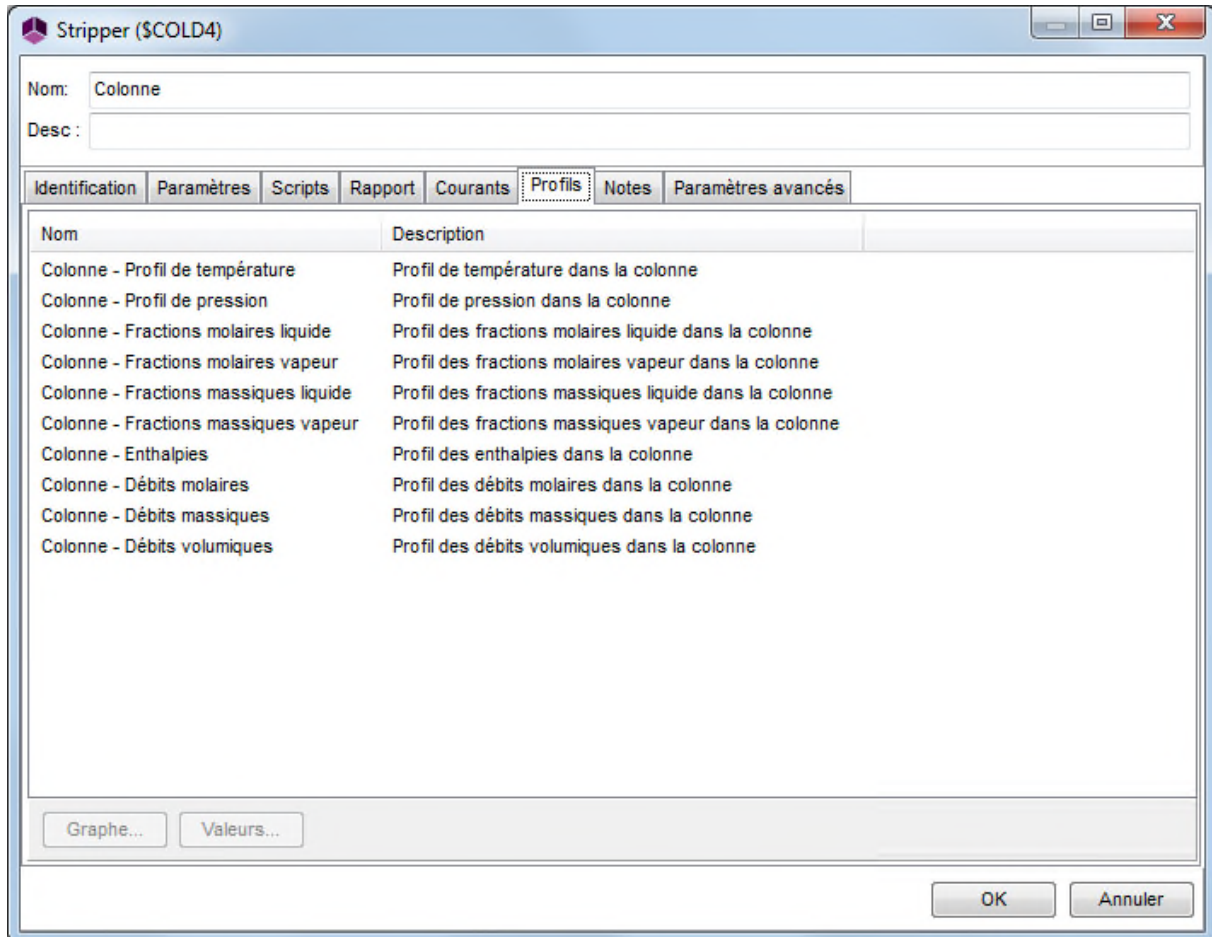 Stripper ($COLD4)
Nom: Colonne
Desc :
Identification Paramètres Scripts Rapport Courants Profils Notes Paramètres avancés
Nom Description
Colonne - Profil de température Profil de température dans la colonne
Colonne - Profil de pression Profil de pression dans la colonne
Colonne - Fractions molaires liquide Profil des fractions molaires liquide dans la colonne
Colonne - Fractions molaires vapeur Profil des fractions molaires vapeur dans la colonne
Colonne - Fractions massiques liquide Profil des fractions massiques liquide dans la colonne
Colonne - Fractions massiques vapeur Profil des fractions massiques vapeur dans la colonne
Colonne - Enthalpies Profil des enthalpies dans la colonne
Colonne - Débits molaires Profil des débits molaires dans la colonne
Colonne - Débits massiques Profil des débits massiques dans la colonne
Colonne - Débits volumiques Profil des débits volumiques dans la colonne
Graphe... Valeurs...
OK Annuler